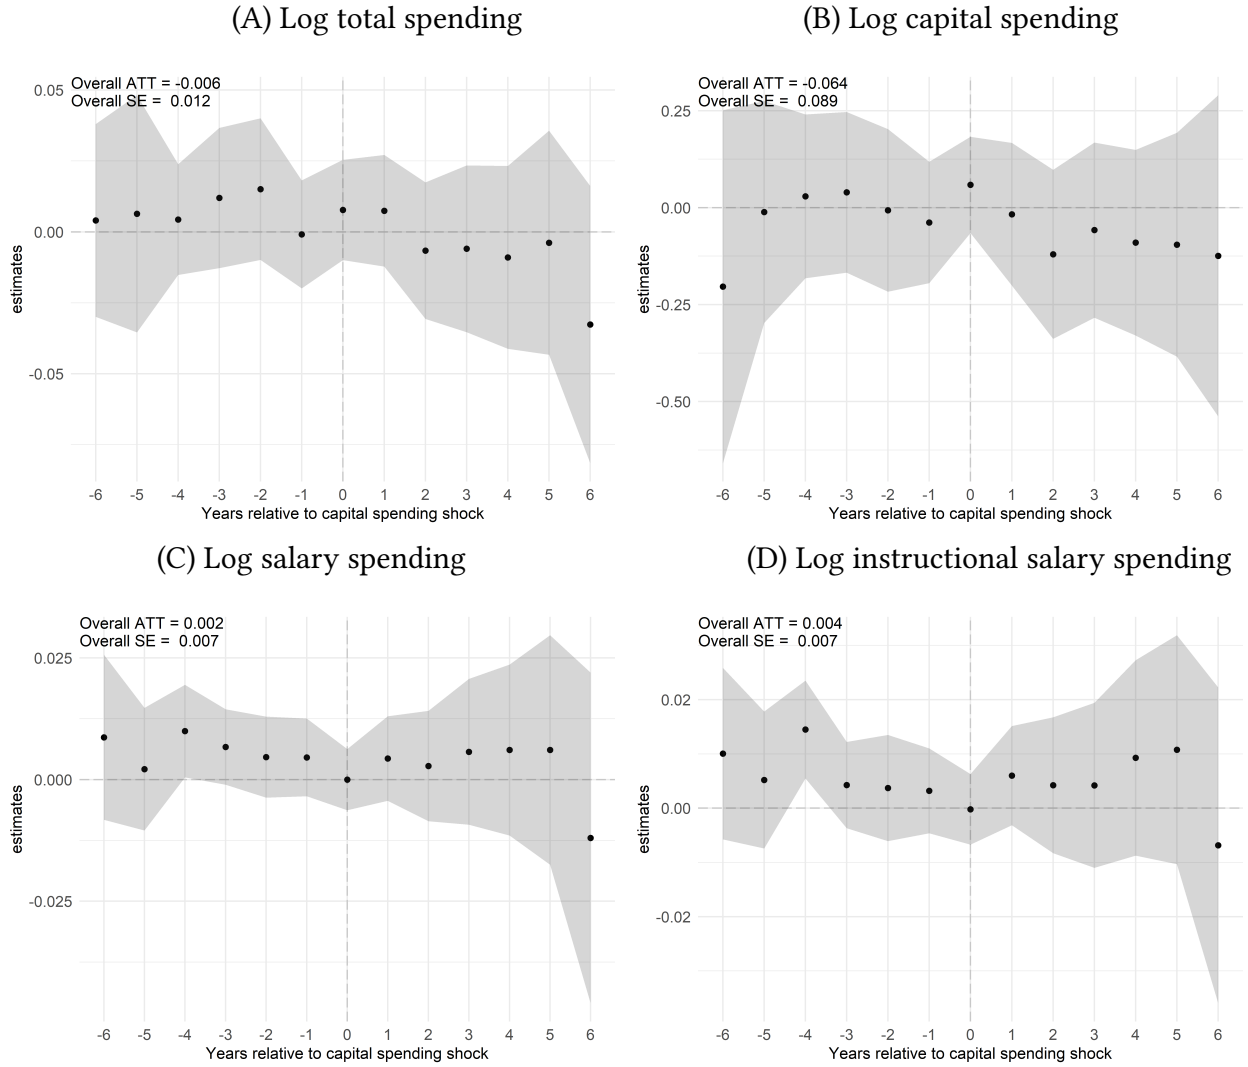 (A) Log total spending
Overall ATT = -0.006
Overall SE = 0.012
0.05
0.00
-0.05
estimates
-6 -5 -4 -3 -2 -1 0 1 2 3 4 5 6
Years relative to capital spending shock
(B) Log capital spending
Overall ATT = -0.064
Overall SE = 0.089
0.25
0.00
-0.25
-0.50
estimates
-6 -5 -4 -3 -2 -1 0 1 2 3 4 5 6
Years relative to capital spending shock
(C) Log salary spending
Overall ATT = 0.002
Overall SE = 0.007
0.025
0.000
-0.025
estimates
-6 -5 -4 -3 -2 -1 0 1 2 3 4 5 6
Years relative to capital spending shock
(D) Log instructional salary spending
Overall ATT = 0.004
Overall SE = 0.007
0.02
0.00
-0.02
estimates
-6 -5 -4 -3 -2 -1 0 1 2 3 4 5 6
Years relative to capital spending shock